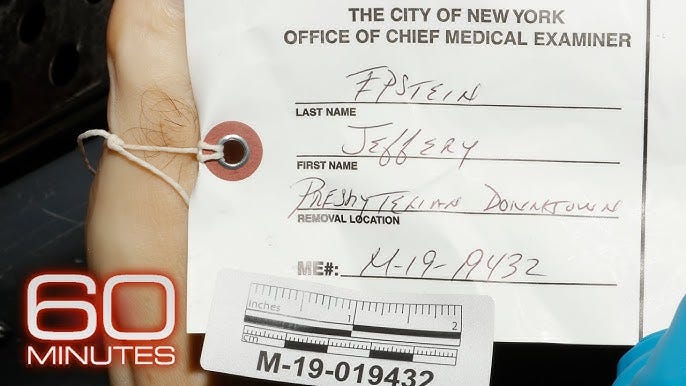 THE CITY OF NEW YORK
OFFICE OF CHIEF MEDICAL EXAMINER
EPSTEIN
LAST NAME
Jeffery
FIRST NAME
PRESBYTERIAN DOWNTOWN
REMOVAL LOCATION
ME#: M-19-19432
inches 1 2
cm
M-19-019432
60
MINUTES